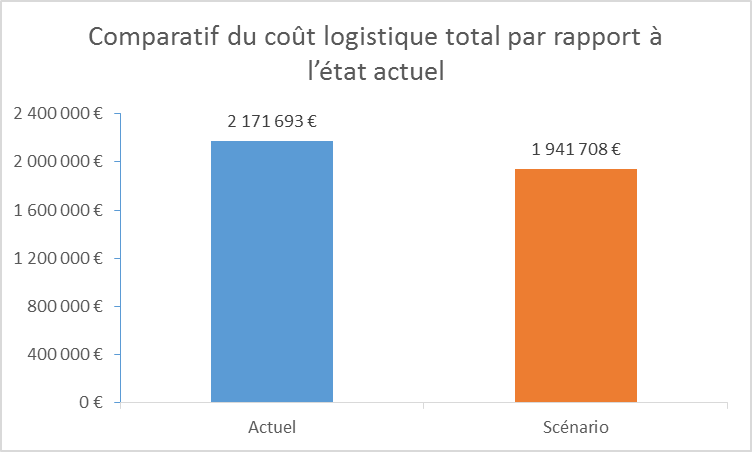 Comparatif du coût logistique total par rapport à
l’état actuel
2 400 000 €
2 000 000 €
1 600 000 €
1 200 000 €
800 000 €
400 000 €
0 €
2 171 693 €
1 941 708 €
Actuel
Scénario